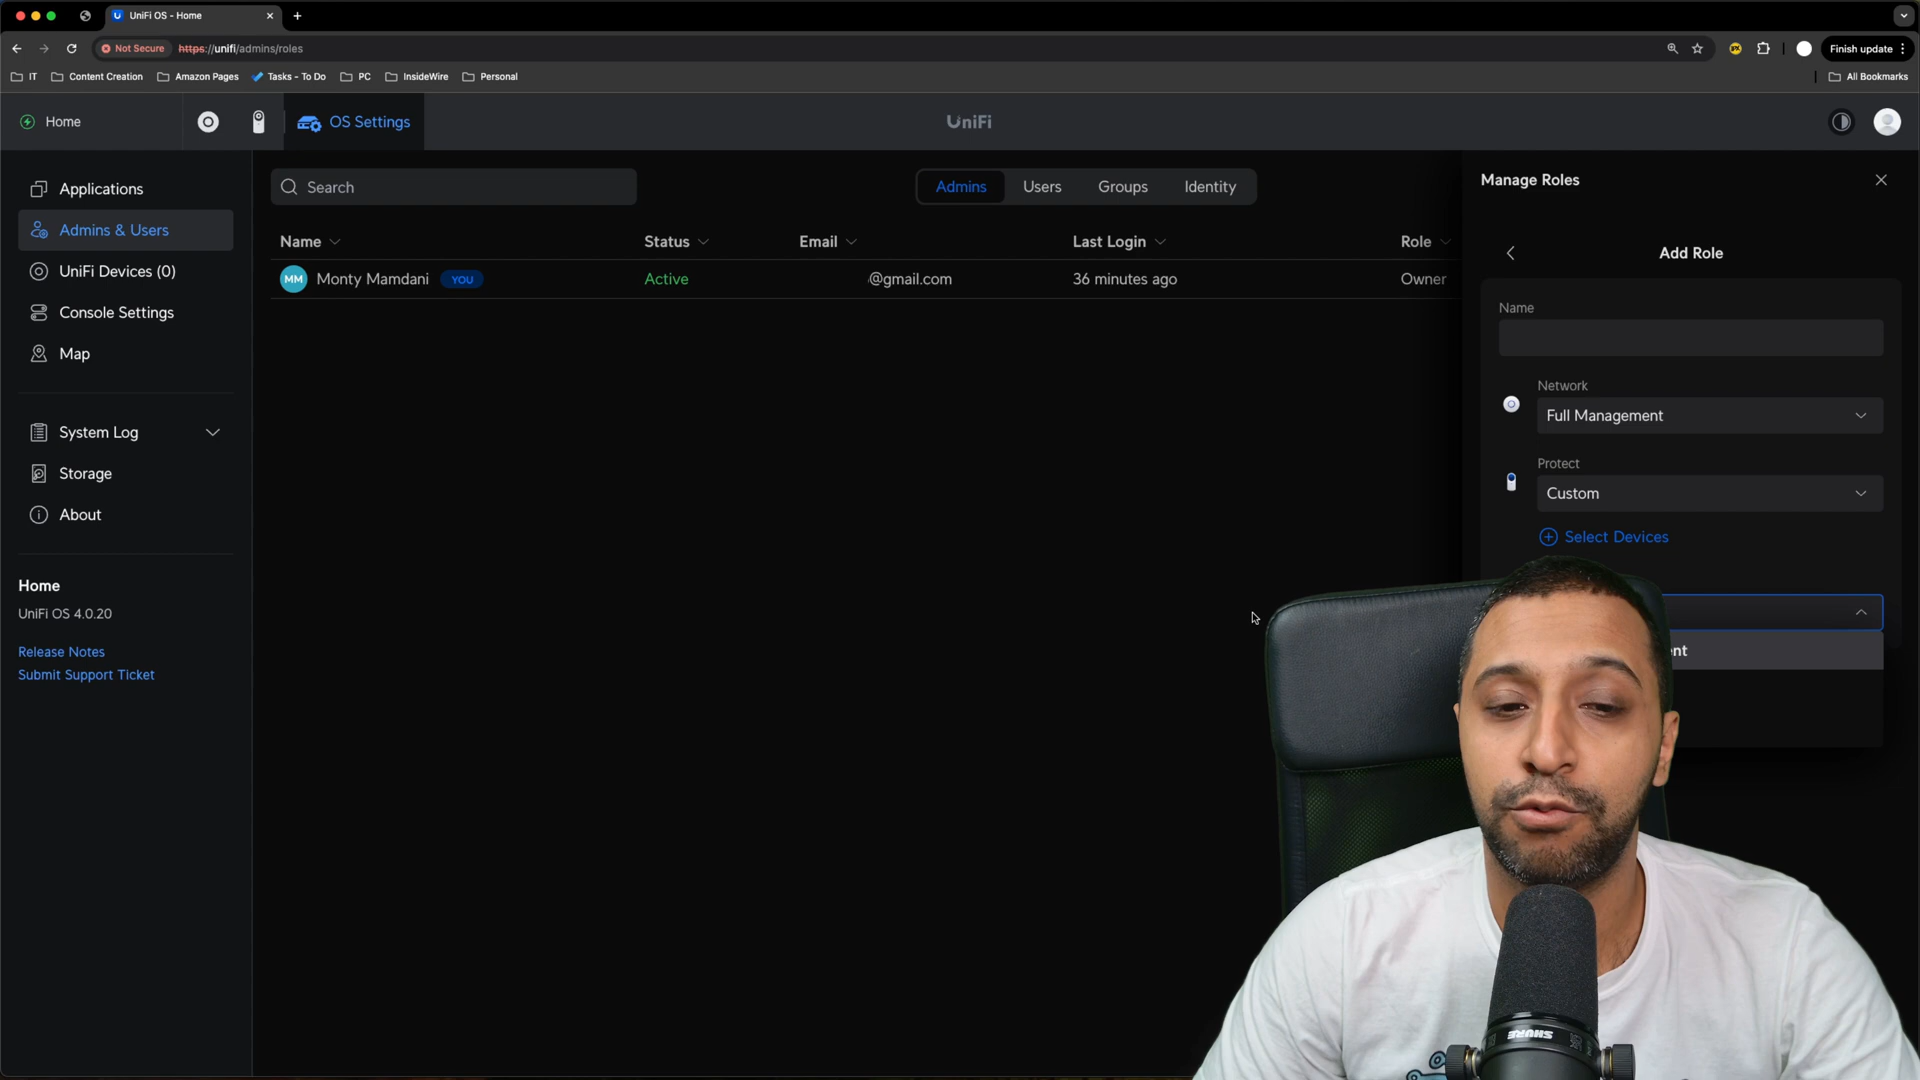 UniFi OS - Home
Not Secure
https://unifi/admins/roles
Finish update
IT
Content Creation
Amazon Pages
Tasks - To Do
PC
InsideWire
Personal
All Bookmarks
Home
OS Settings
UniFi
Applications
Admins & Users
UniFi Devices (0)
Console Settings
Map
System Log
Storage
About
Home
UniFi OS 4.0.20
Release Notes
Submit Support Ticket
Search
Admins
Users
Groups
Identity
Name
Status
Email
Last Login
Role
MM
Monty Mamdani
YOU
Active
@gmail.com
36 minutes ago
Owner
Manage Roles
Add Role
Name
Network
Full Management
Protect
Custom
Select Devices
ent
SHURE